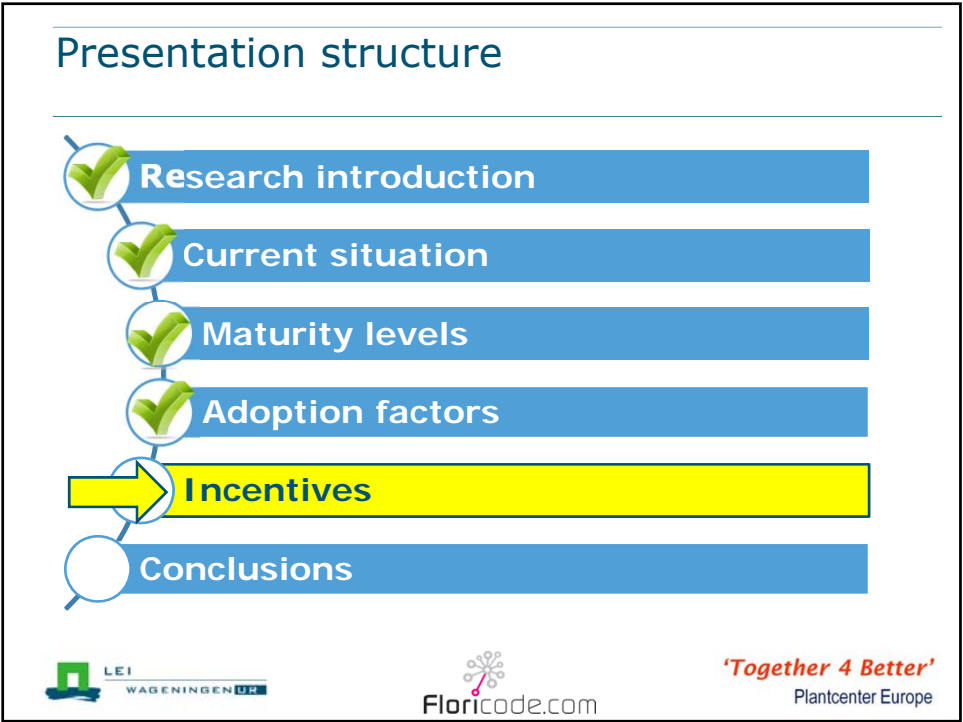 Presentation structure
Research introduction
Current situation
Maturity levels
Adoption factors
Incentives
Conclusions
LEI
WAGENINGEN UR
Floricode.com
'Together 4 Better'
Plantcenter Europe